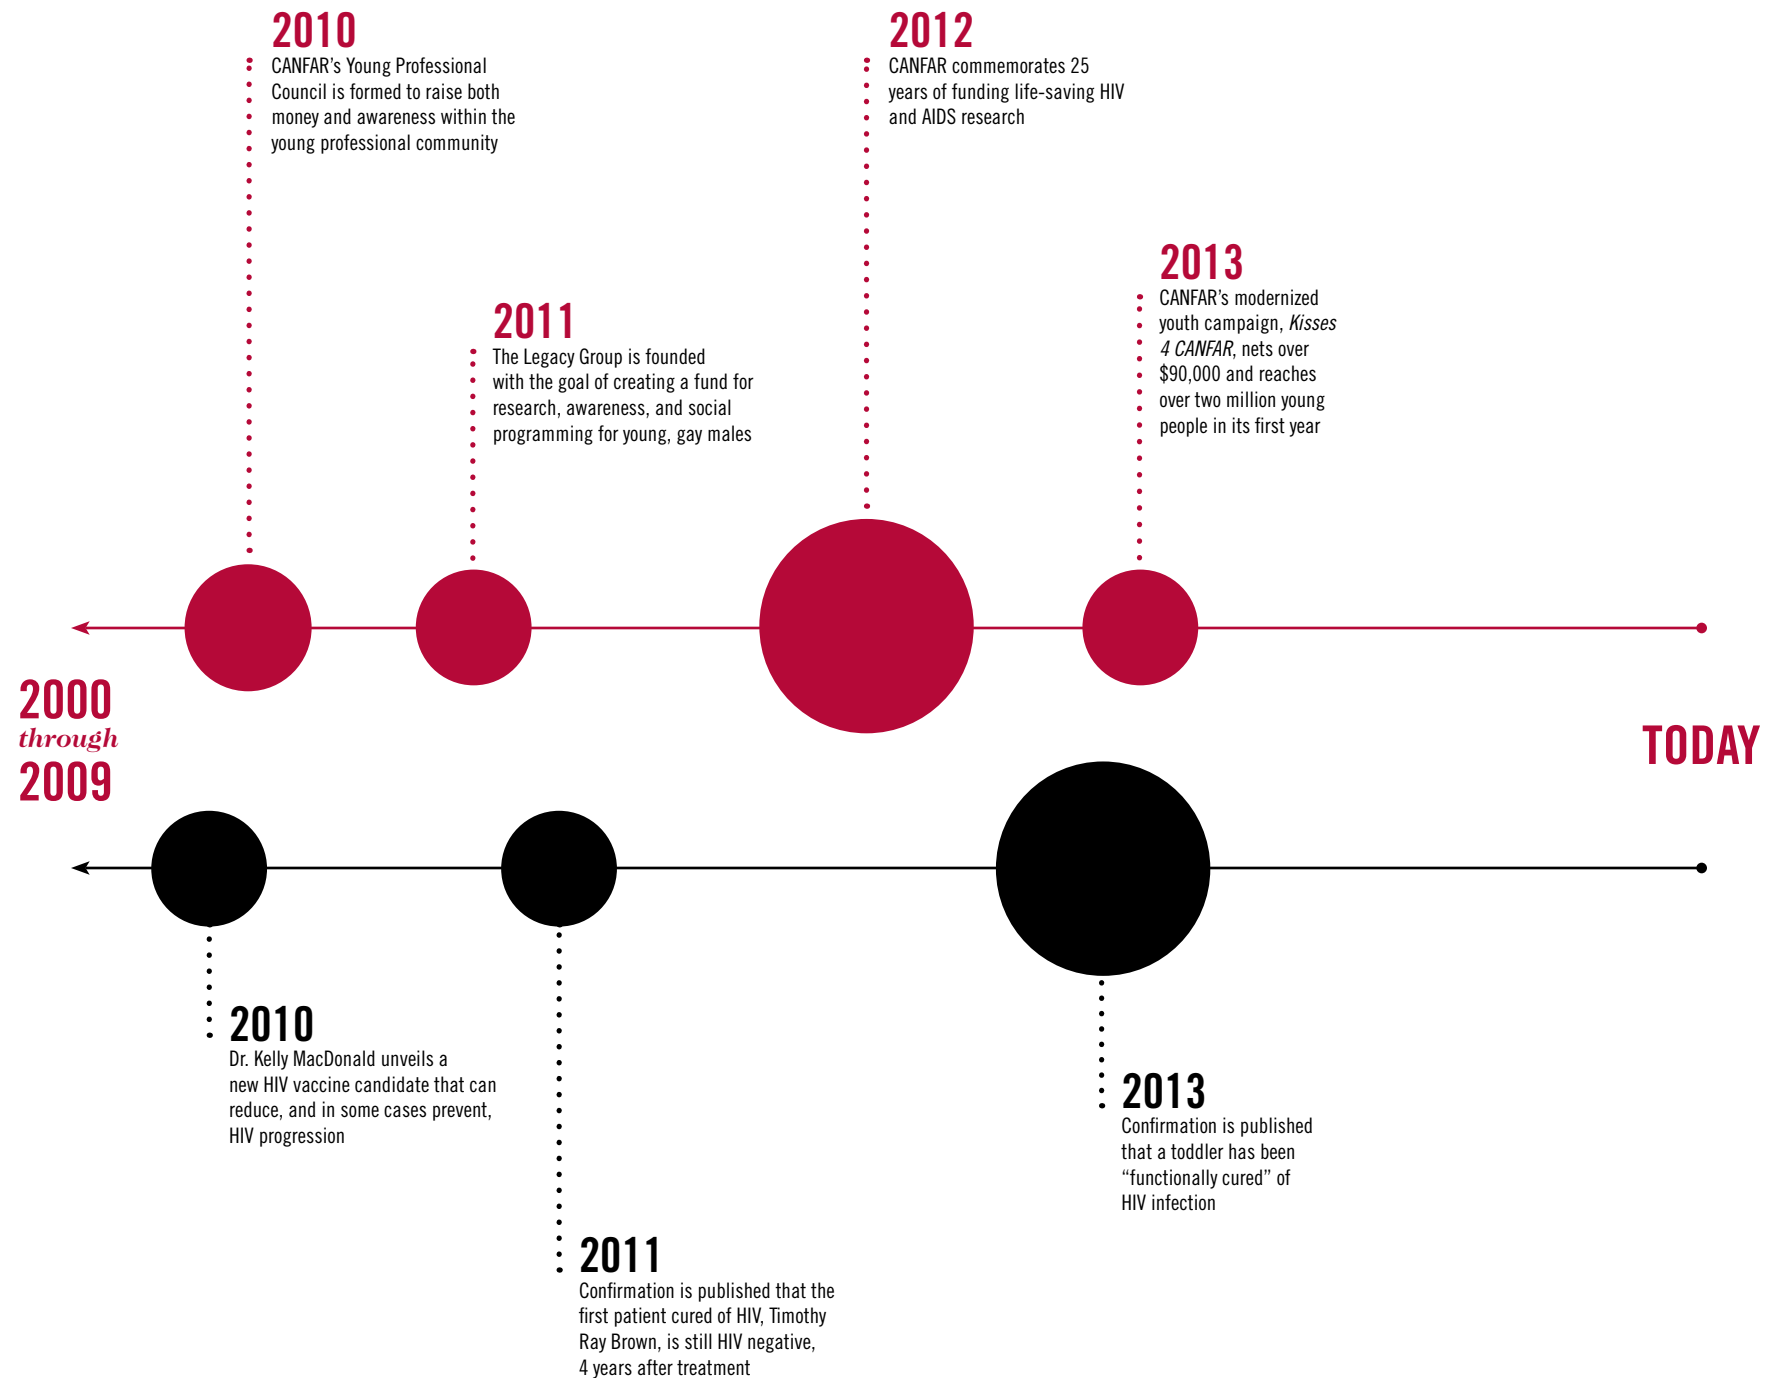 2010
CANFAR’s Young Professional
Council is formed to raise both
money and awareness within the
young professional community
2012
CANFAR commemorates 25
years of funding life-saving HIV
and AIDS research
2011
The Legacy Group is founded
with the goal of creating a fund for
research, awareness, and social
programming for young, gay males
2013
CANFAR’s modernized
youth campaign, Kisses
4 CANFAR, nets over
$90,000 and reaches
over two million young
people in its first year
2000
through
2009
TODAY
2010
Dr. Kelly MacDonald unveils a
new HIV vaccine candidate that can
reduce, and in some cases prevent,
HIV progression
2011
Confirmation is published that the
first patient cured of HIV, Timothy
Ray Brown, is still HIV negative,
4 years after treatment
2013
Confirmation is published
that a toddler has been
“functionally cured” of
HIV infection